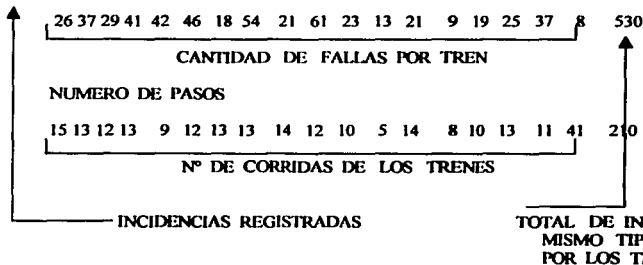 26 37 29 41 42 46 18 54 21 61 23 13 21 9 19 25 37 8 530
CANTIDAD DE FALLAS POR TREN
NUMERO DE PASOS
15 13 12 13 9 12 13 13 14 12 10 5 14 8 10 13 11 41 210
Nº DE CORRIDAS DE LOS TRENES
INCIDENCIAS REGISTRADAS
TOTAL DE IN
MISMO TIP
POR LOS T